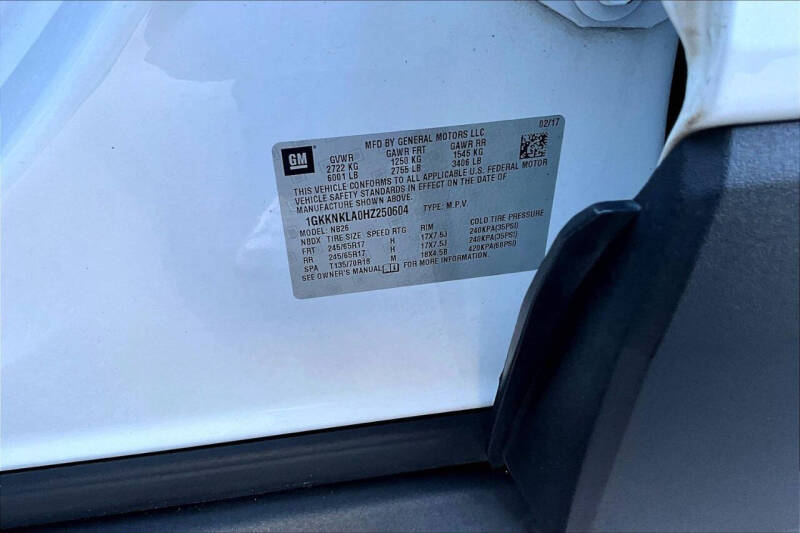 02/17
MFD BY GENERAL MOTORS LLC
GM GVWR GAWR FRT GAWR RR
2722 KG 1250 KG 1545 KG
6001 LB 2755 LB 3406 LB
THIS VEHICLE CONFORMS TO ALL APPLICABLE U.S. FEDERAL MOTOR
VEHICLE SAFETY STANDARDS IN EFFECT ON THE DATE OF
MANUFACTURE SHOWN ABOVE.
1GKKNKLA0HZ250604 TYPE: M.P.V.
MODEL: NB26
NBDX TIRE SIZE: SPEED RTG RIM COLD TIRE PRESSURE
FRT 245/65R17 H 17X7.5J 240KPA(35PSI)
RR 245/65R17 H 17X7.5J 240KPA(35PSI)
SPA T135/70R18 M 18X4.5B 420KPA(60PSI)
SEE OWNER'S MANUAL FOR MORE INFORMATION.